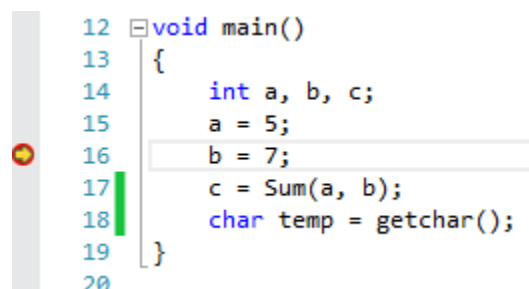 12 void main()
13 {
14 int a, b, c;
15 a = 5;
16 b = 7;
17 c = Sum(a, b);
18 char temp = getchar();
19 }
20